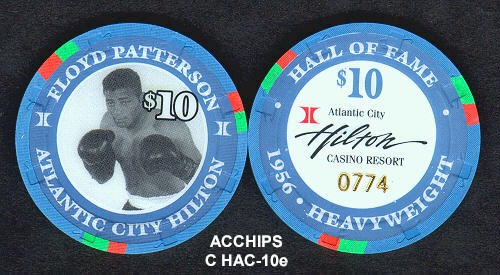 FLOYD PATTERSON
$10
ATLANTIC CITY HILTON
· HALL OF FAME ·
$10
Atlantic City
Hilton
CASINO RESORT
0774
1956 · HEAVYWEIGHT
ACCHIPS
C HAC-10e